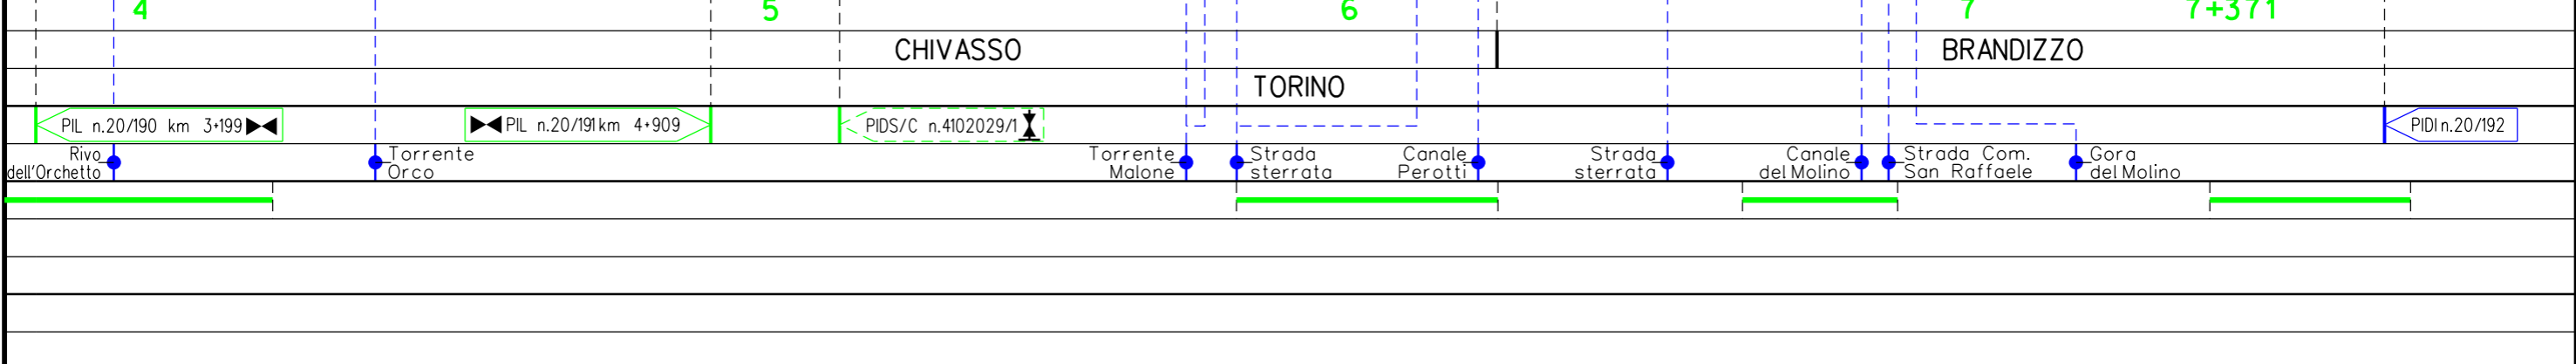 4 5 6 7 7+371
CHIVASSO BRANDIZZO
TORINO
PIL n.20/190 km 3+199 PIL n.20/191 km 4+909 PIDS/C n.4102029/1 PIDI n.20/192
Rivo
dell'Orchetto
Torrente
Orco
Torrente
Malone
Strada
sterrata
Canale
Perotti
Strada
sterrata
Canale
del Molino
Strada Com.
San Raffaele
Gora
del Molino